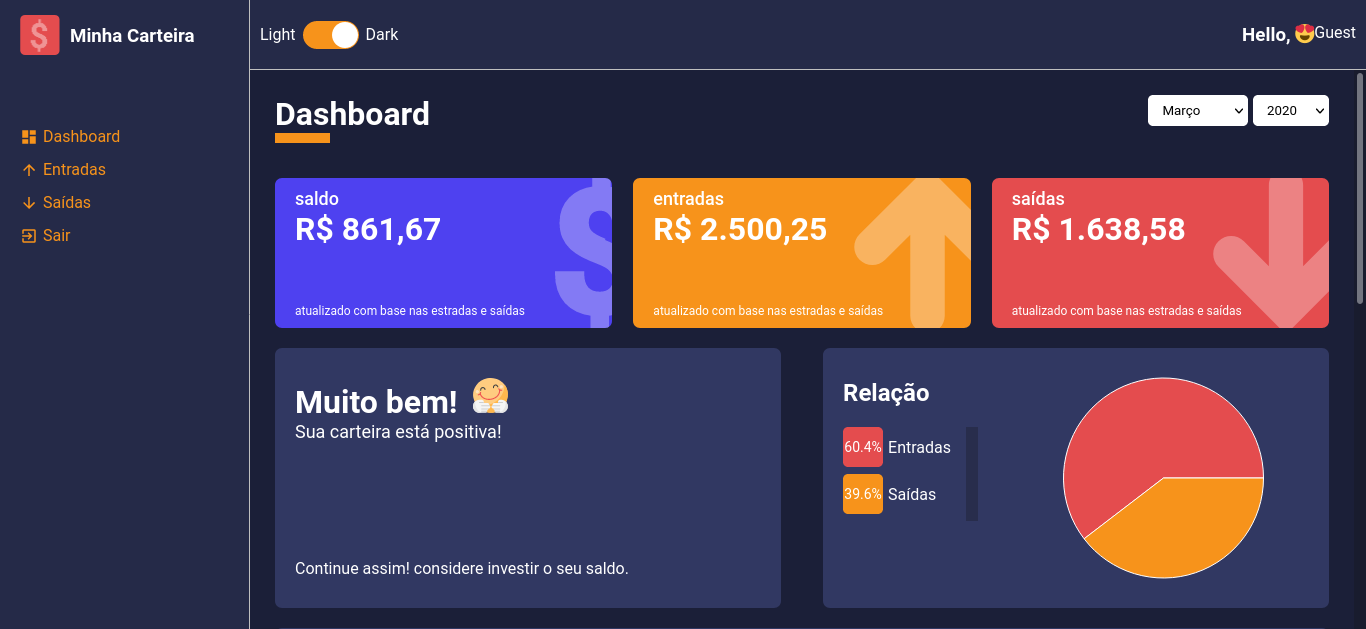 Minha Carteira
Light Dark
Hello, 😍Guest
Dashboard
Entradas
Saídas
Sair
Dashboard
Março 2020
saldo
R$ 861,67
atualizado com base nas estradas e saídas
entradas
R$ 2.500,25
atualizado com base nas estradas e saídas
saídas
R$ 1.638,58
atualizado com base nas estradas e saídas
Muito bem!
Sua carteira está positiva!
Continue assim! considere investir o seu saldo.
Relação
60.4% Entradas
39.6% Saídas